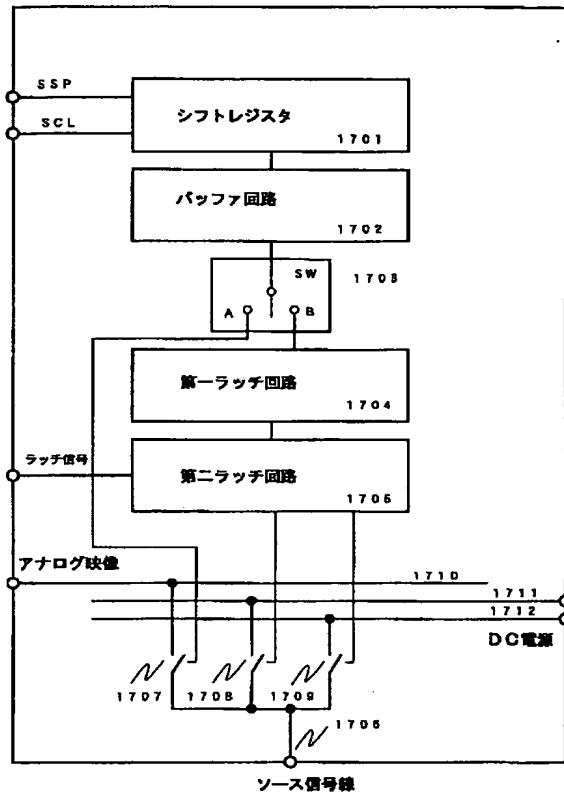 SSP
シフトレジスタ
SCL
1701
バッファ回路
1702
SW
1703
A
B
第一ラッチ回路
1704
ラッチ信号
第二ラッチ回路
1705
アナログ映像
1710
1711
1712
DC電源
1707
1708
1709
1706
ソース信号線